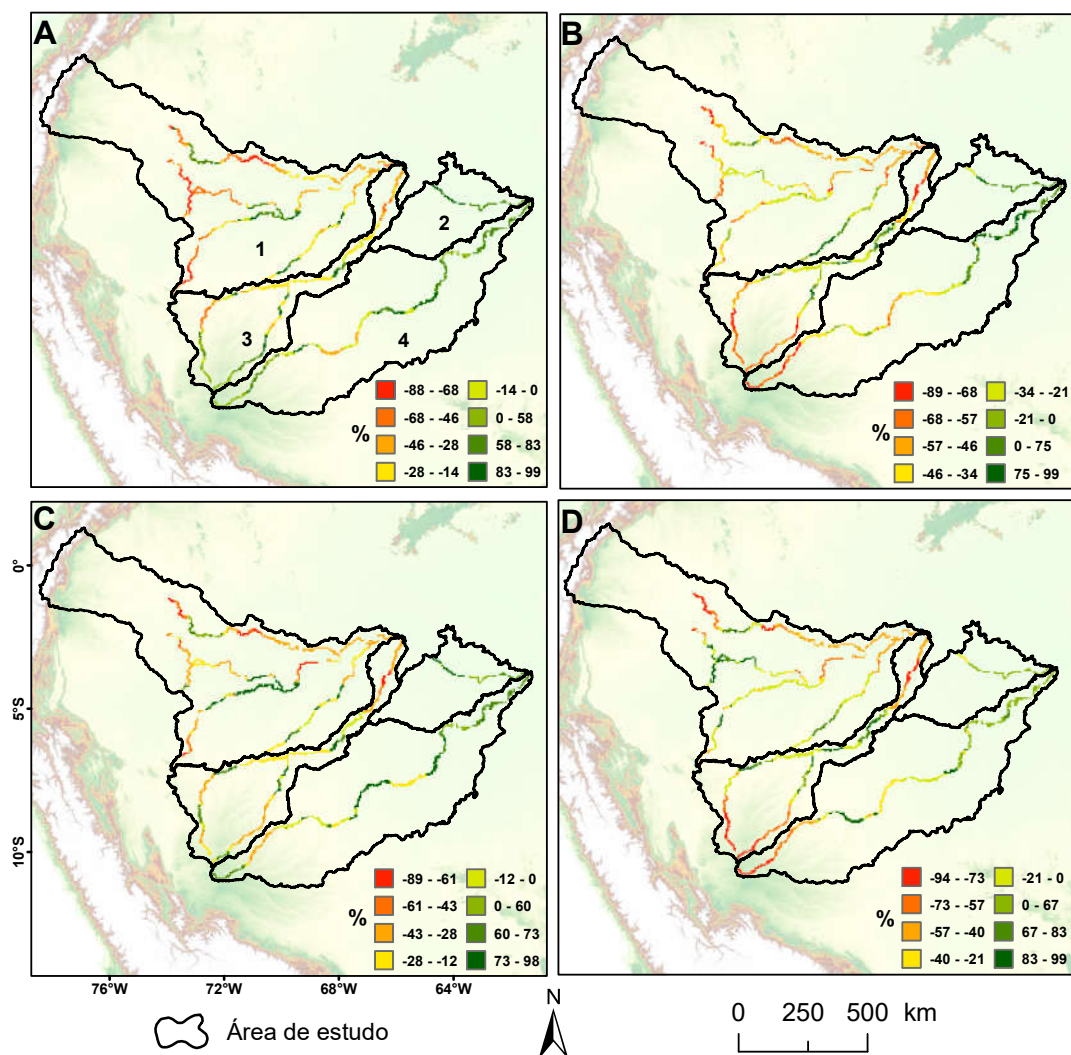 A
B
1
2
3
4
%
-88 - -68
-68 - -46
-46 - -28
-28 - -14
-14 - 0
0 - 58
58 - 83
83 - 99
%
-89 - -68
-68 - -57
-57 - -46
-46 - -34
-34 - -21
-21 - 0
0 - 75
75 - 99
C
D
0°
5°S
10°S
%
-89 - -61
-61 - -43
-43 - -28
-28 - -12
-12 - 0
0 - 60
60 - 73
73 - 98
%
-94 - -73
-73 - -57
-57 - -40
-40 - -21
-21 - 0
0 - 67
67 - 83
83 - 99
76°W
72°W
68°W
64°W
Área de estudo
N
0 250 500 km